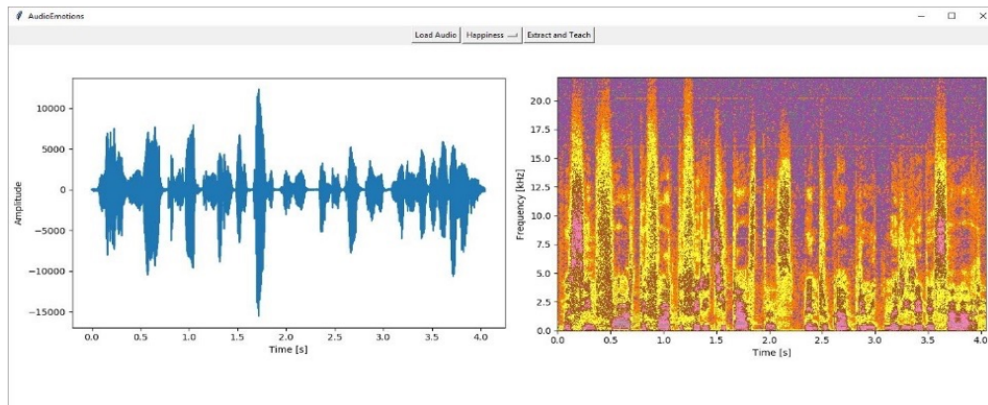 AudioEmotions
Load Audio Happiness Extract and Teach
10000
5000
0
−5000
−10000
−15000
Amplitude
0.0 0.5 1.0 1.5 2.0 2.5 3.0 3.5 4.0
Time [s]
20.0
17.5
15.0
12.5
10.0
7.5
5.0
2.5
0.0
Frequency [kHz]
0.0 0.5 1.0 1.5 2.0 2.5 3.0 3.5 4.0
Time [s]